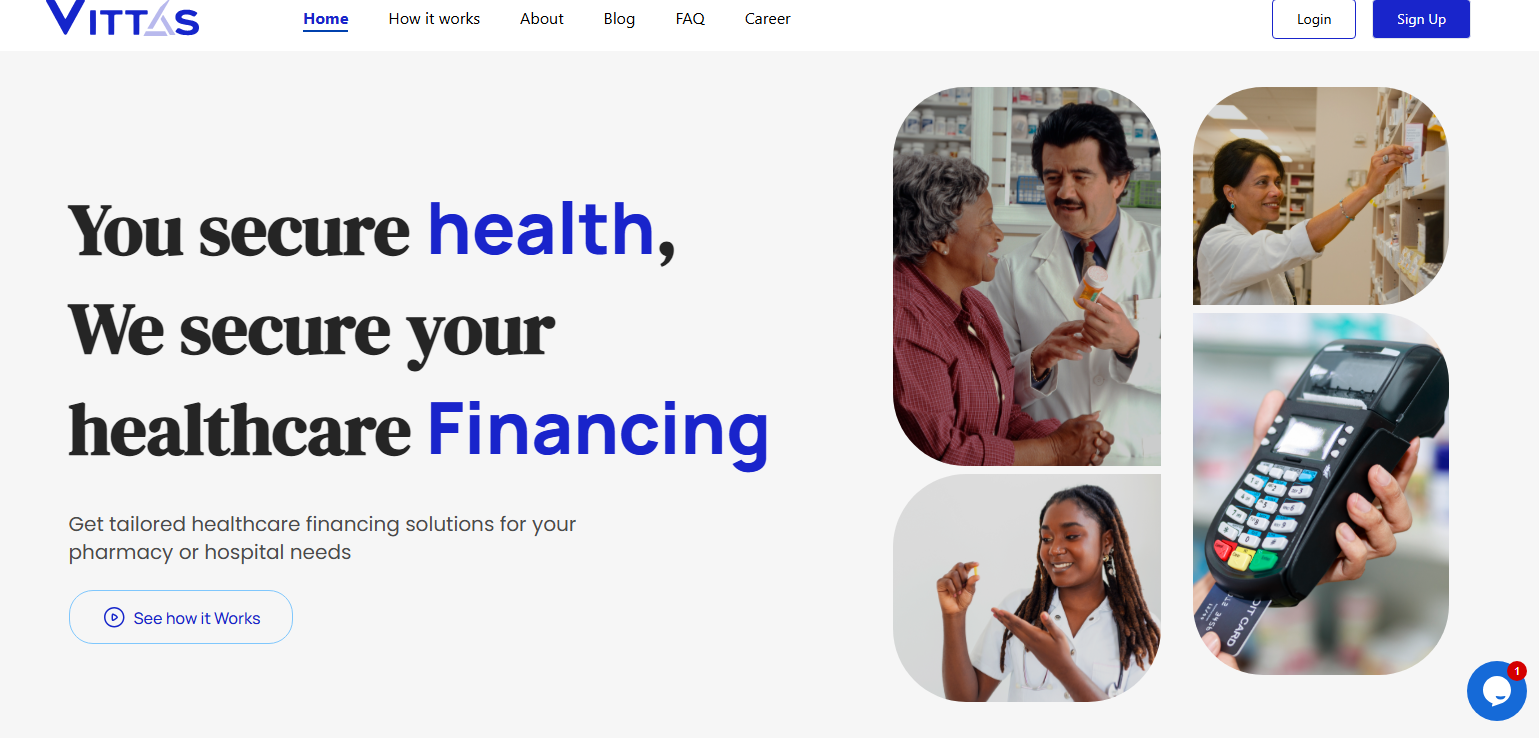 VITTAS
Home How it works About Blog FAQ Career Login Sign Up
You secure health,
We secure your
healthcare Financing
Get tailored healthcare financing solutions for your
pharmacy or hospital needs
See how it Works
1